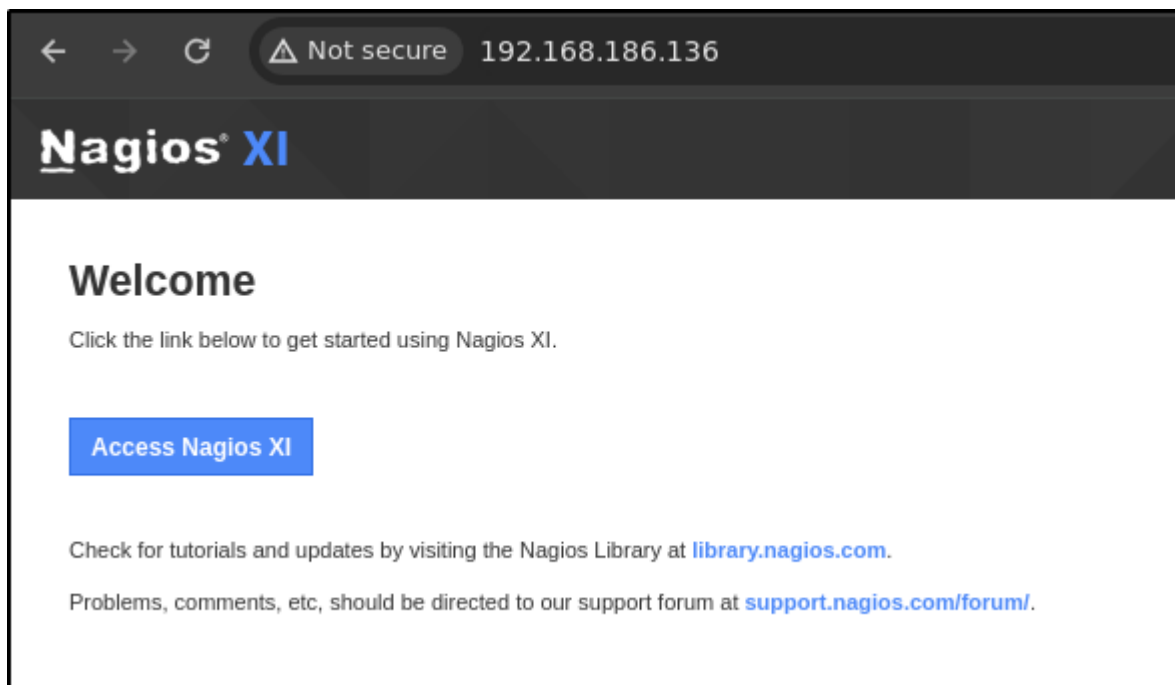 Not secure 192.168.186.136
Nagios® XI
Welcome
Click the link below to get started using Nagios XI.
Access Nagios XI
Check for tutorials and updates by visiting the Nagios Library at library.nagios.com.
Problems, comments, etc, should be directed to our support forum at support.nagios.com/forum/.